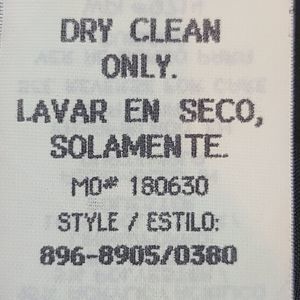 DRY CLEAN
ONLY.
LAVAR EN SECO,
SOLAMENTE.
MO# 180630
STYLE / ESTILO:
896-8905/0380